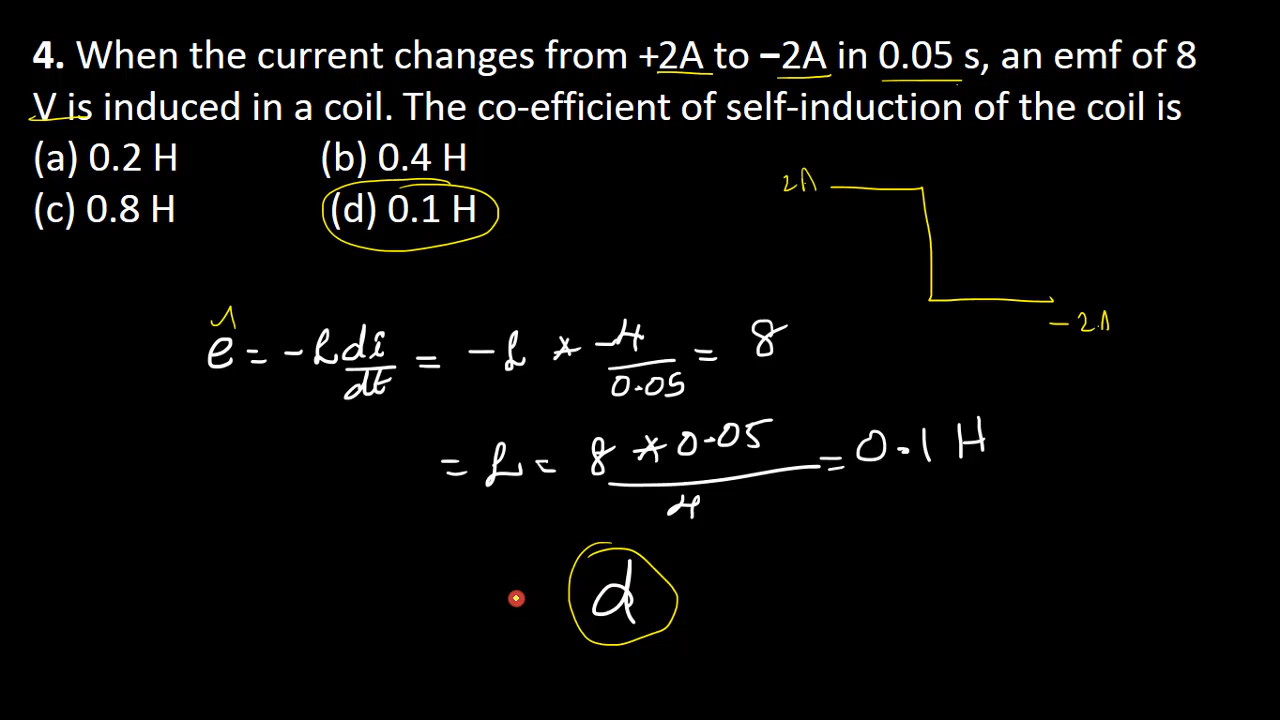 4. When the current changes from +2A to −2A in 0.05 s, an emf of 8
V is induced in a coil. The co-efficient of self-induction of the coil is
(a) 0.2 H (b) 0.4 H
(c) 0.8 H (d) 0.1 H
2A
-2A
e = -L di/dt = -L * -4/0.05 = 8
= L = 8 * 0.05/4 = 0.1 H
d